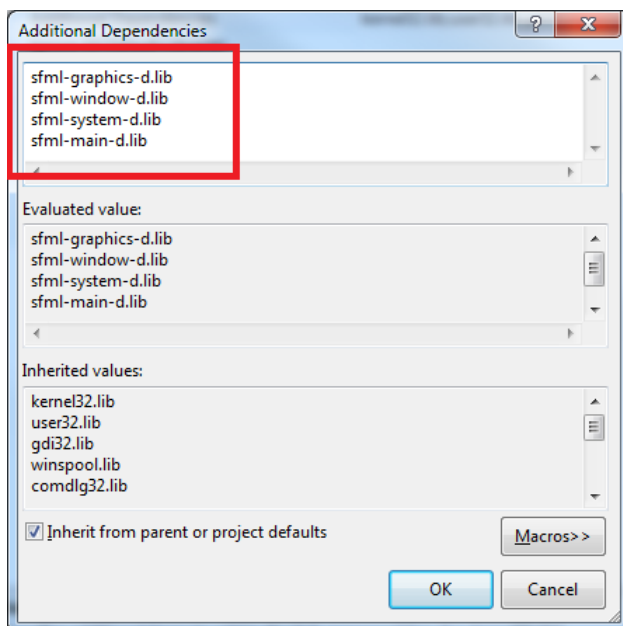 Additional Dependencies
sfml-graphics-d.lib
sfml-window-d.lib
sfml-system-d.lib
sfml-main-d.lib
Evaluated value:
sfml-graphics-d.lib
sfml-window-d.lib
sfml-system-d.lib
sfml-main-d.lib
Inherited values:
kernel32.lib
user32.lib
gdi32.lib
winspool.lib
comdlg32.lib
Inherit from parent or project defaults
Macros>>
OK
Cancel